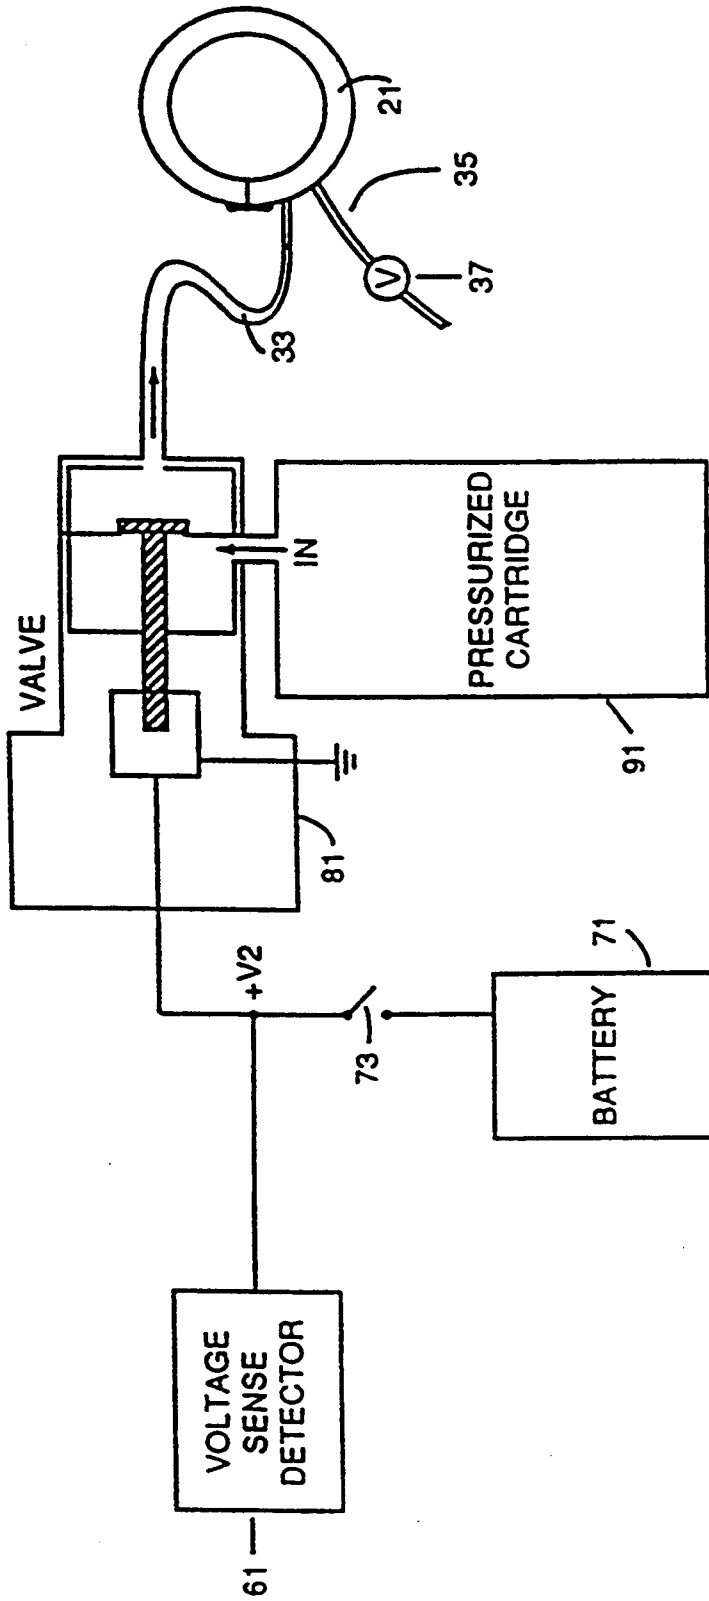 VALVE
21
33
35
37
IN
PRESSURIZED
CARTRIDGE
91
81
+V2
73
71
BATTERY
VOLTAGE
SENSE
DETECTOR
61
V